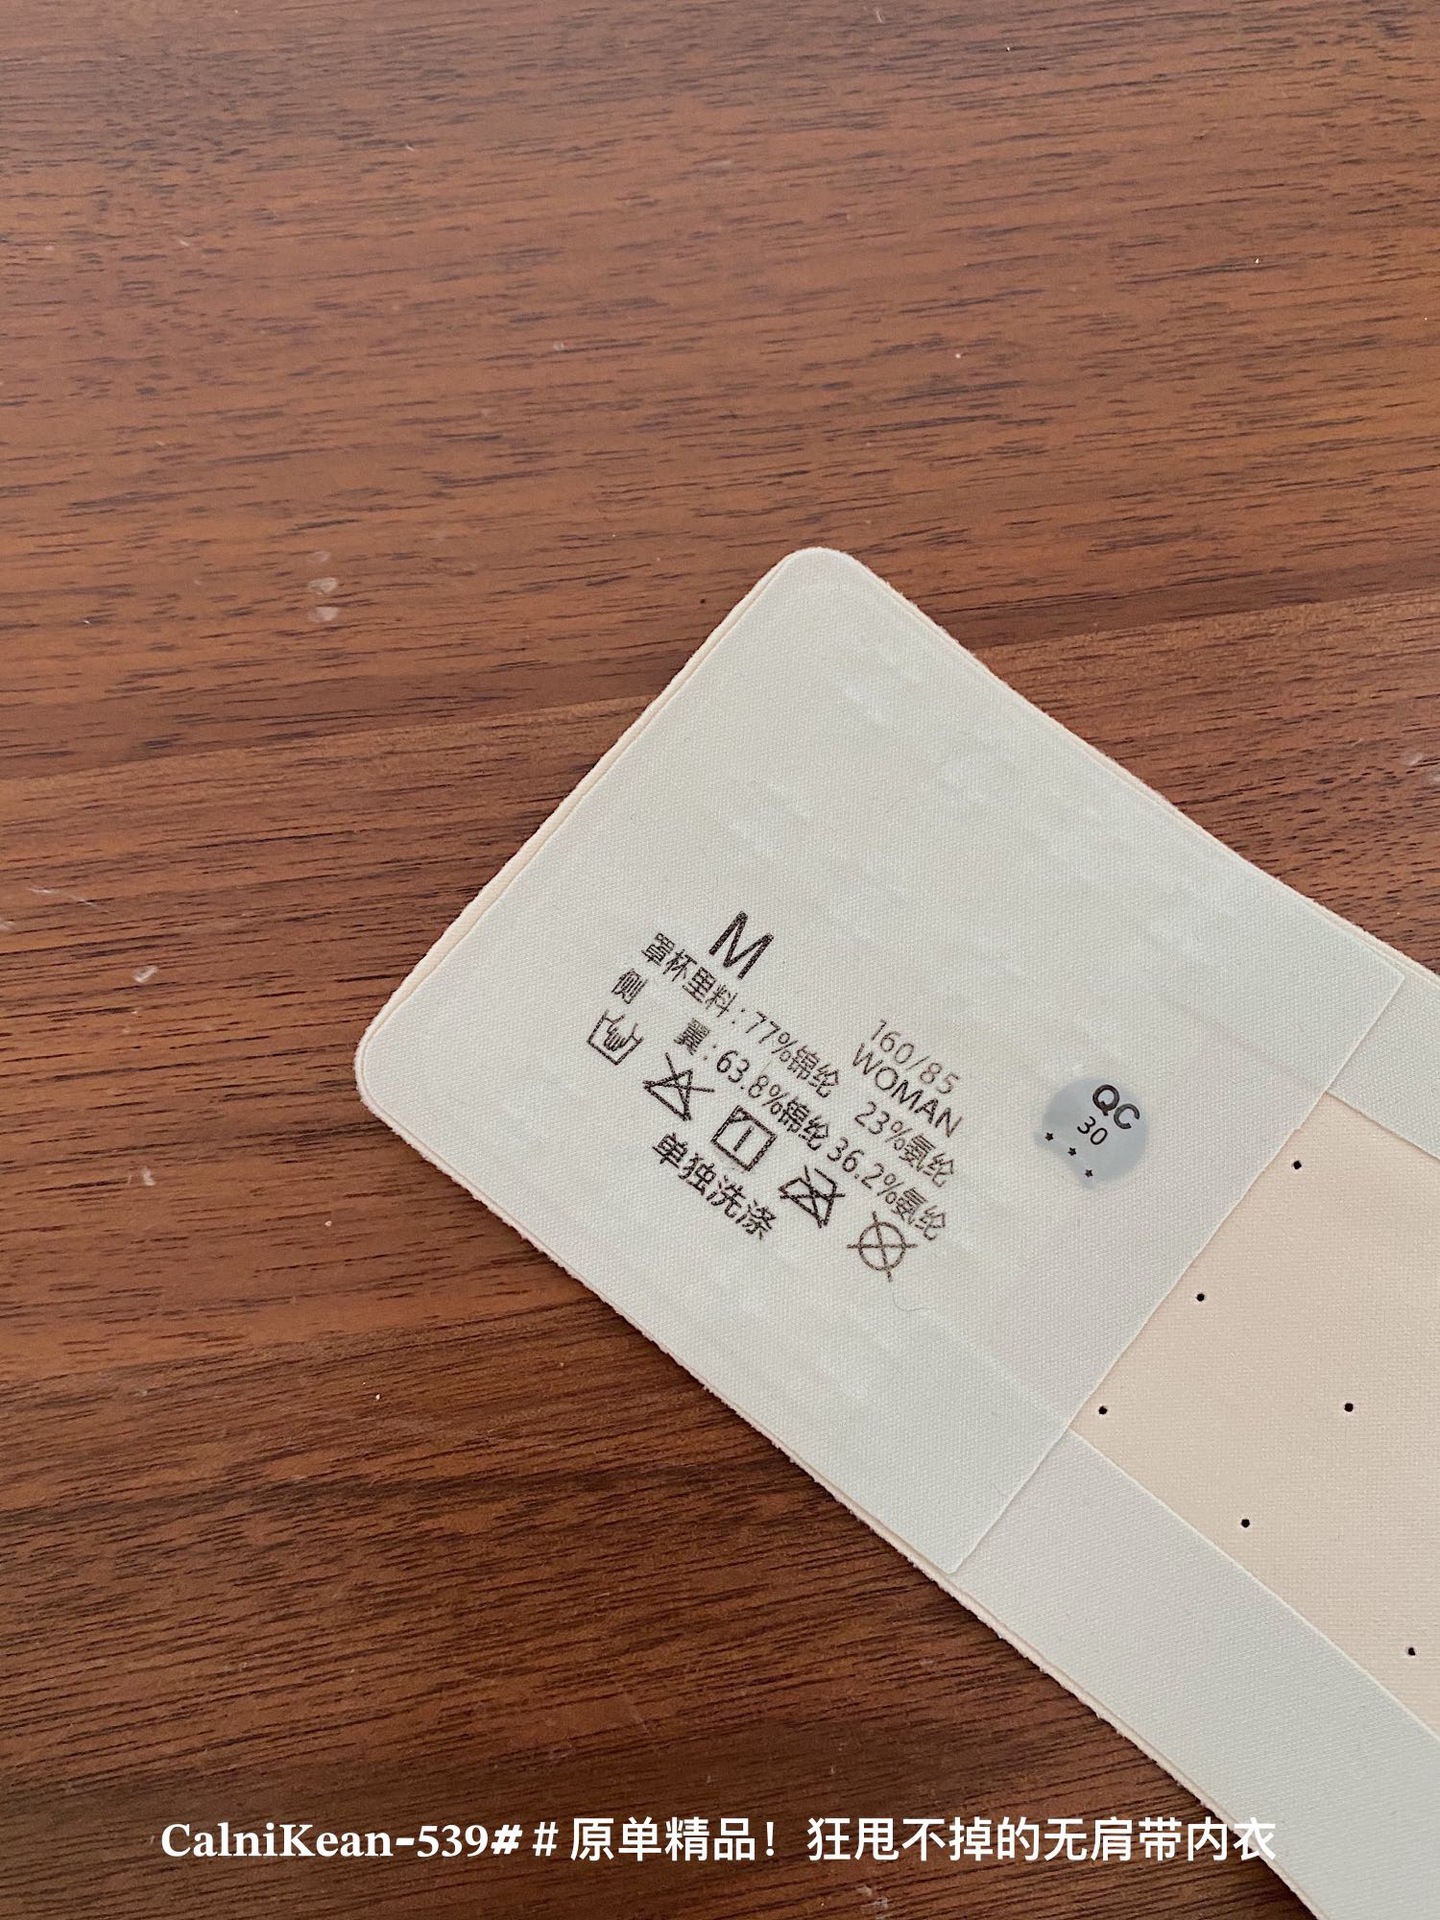 M
160/85
WOMAN
罩杯里料:77%锦纶 23%氨纶
侧 翼:63.8%锦纶 36.2%氨纶
单独洗涤
QC
30
CalniKean-539# # 原单精品！狂甩不掉的无肩带内衣